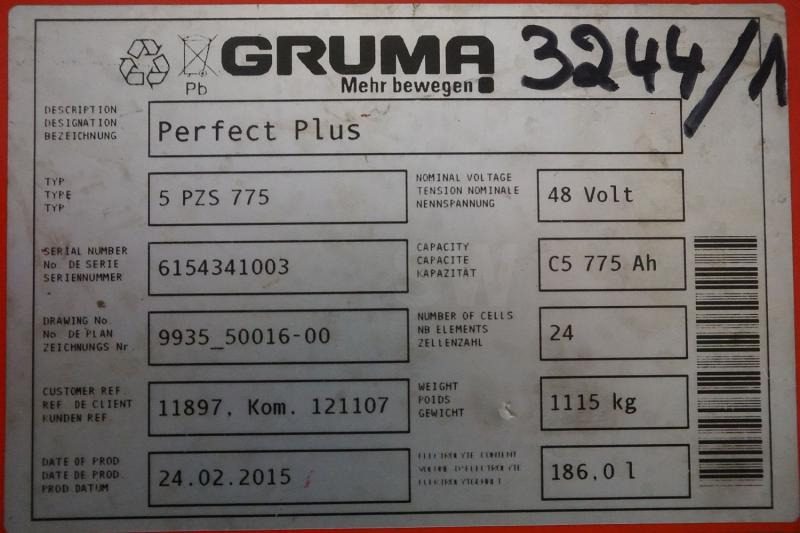 GRUMA
3244/1
Pb
Mehr bewegen
DESCRIPTION
DESIGNATION
BEZEICHNUNG
Perfect Plus
TYP
TYPE
TYP
5 PZS 775
NOMINAL VOLTAGE
TENSION NOMINALE
NENNSPANNUNG
48 Volt
SERIAL NUMBER
No. DE SERIE
SERIENNUMMER
6154341003
CAPACITY
CAPACITE
KAPAZITÄT
C5 775 Ah
DRAWING No.
No. DE PLAN
ZEICHNUNGS Nr.
9935_50016-00
NUMBER OF CELLS
NB ELEMENTS
ZELLENZAHL
24
CUSTOMER REF.
REF. DE CLIENT
KUNDEN REF.
11897, Kom. 121107
WEIGHT
POIDS
GEWICHT
1115 kg
DATE OF PROD.
DATE DE PROD.
PROD DATUM
24.02.2015
ELECTROLYTE CONTENT
VOLUME D'ELECTROLYTE
186,0 l